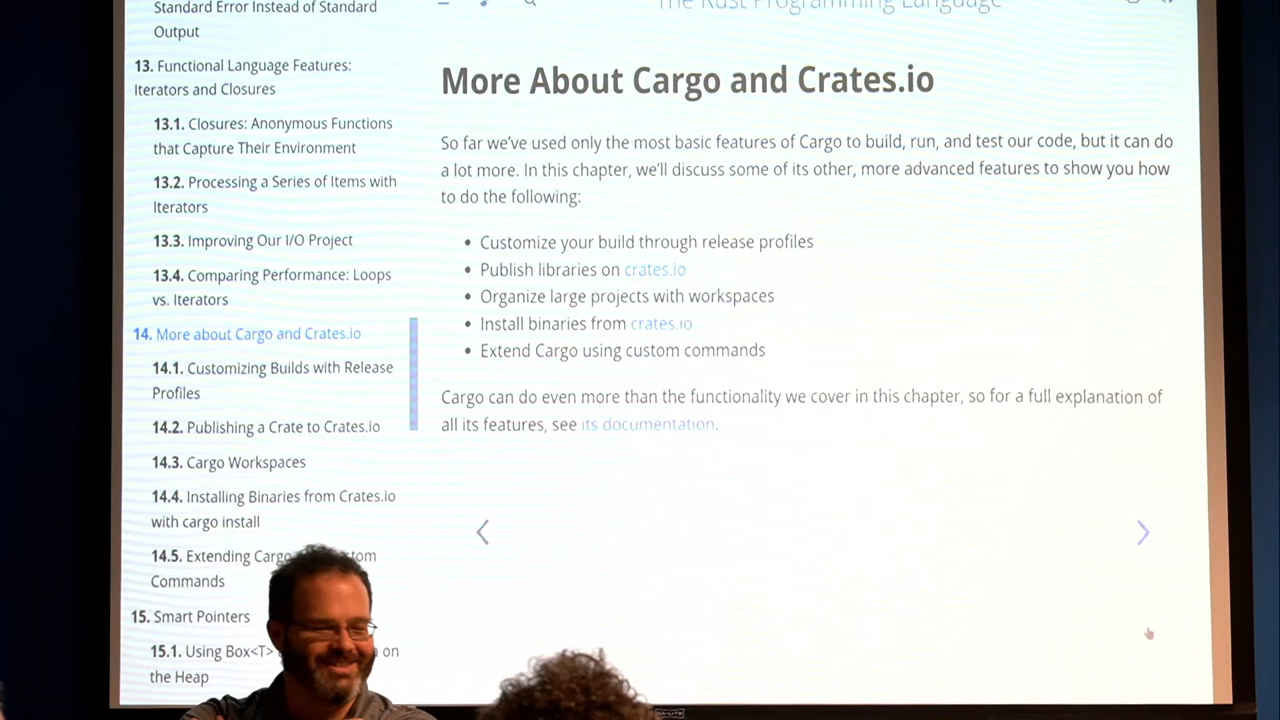 Standard Error Instead of Standard
Output
13. Functional Language Features:
Iterators and Closures
13.1. Closures: Anonymous Functions
that Capture Their Environment
13.2. Processing a Series of Items with
Iterators
13.3. Improving Our I/O Project
13.4. Comparing Performance: Loops
vs. Iterators
14. More about Cargo and Crates.io
14.1. Customizing Builds with Release
Profiles
14.2. Publishing a Crate to Crates.io
14.3. Cargo Workspaces
14.4. Installing Binaries from Crates.io
with cargo install
14.5. Extending
Commands
15. Smart Pointers
15.1. Using Box<T> on
the Heap
The Rust Programming Language
More About Cargo and Crates.io
So far we've used only the most basic features of Cargo to build, run, and test our code, but it can do
a lot more. In this chapter, we'll discuss some of its other, more advanced features to show you how
to do the following:
• Customize your build through release profiles
• Publish libraries on crates.io
• Organize large projects with workspaces
• Install binaries from crates.io
• Extend Cargo using custom commands
Cargo can do even more than the functionality we cover in this chapter, so for a full explanation of
all its features, see its documentation.
DA-LITE